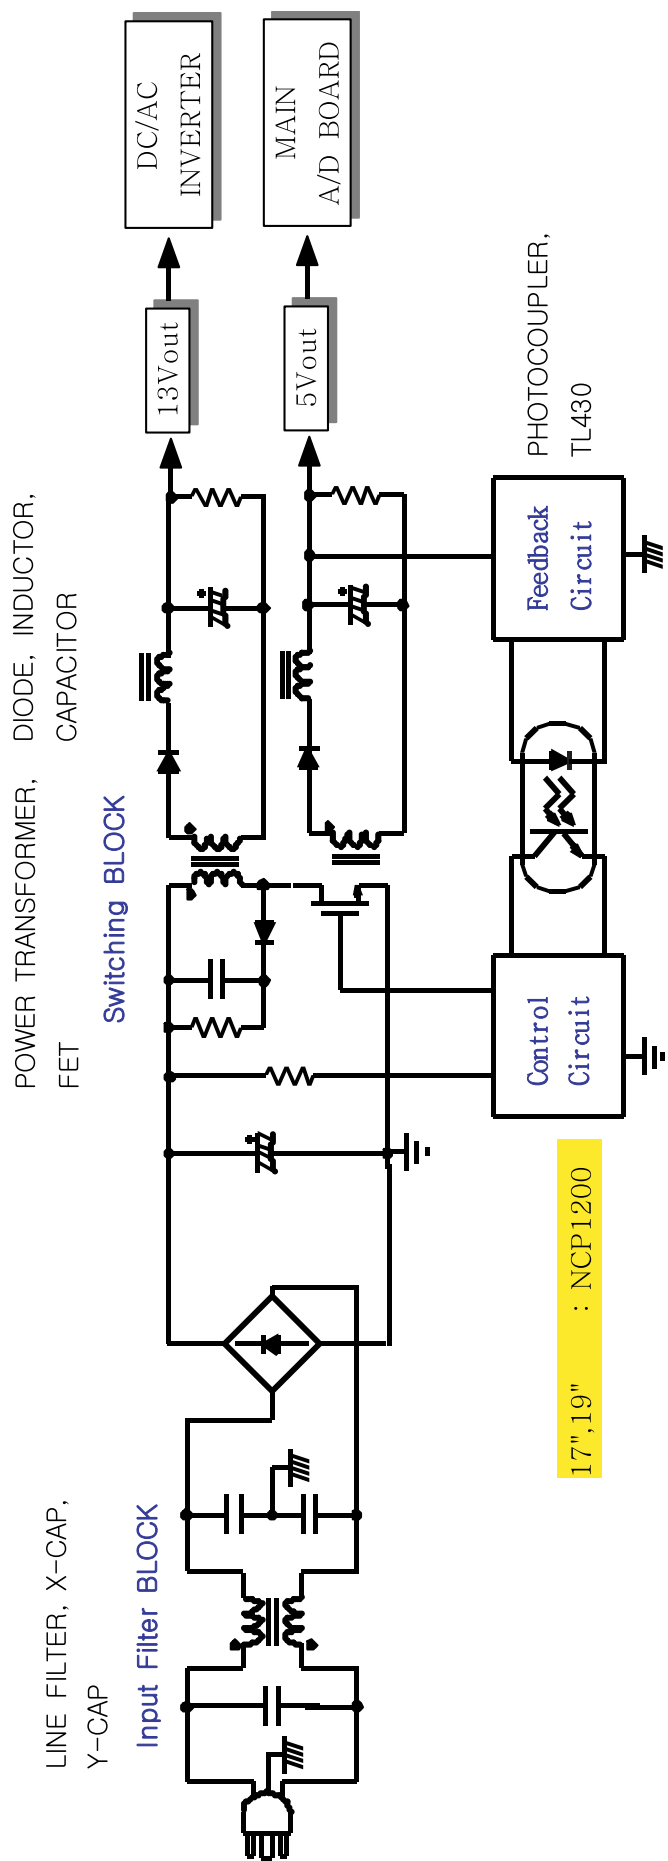 LINE FILTER, X-CAP,
Y-CAP
Input Filter BLOCK
POWER TRANSFORMER,
FET
DIODE, INDUCTOR,
CAPACITOR
Switching BLOCK
13Vout
DC/AC
INVERTER
5Vout
MAIN
A/D BOARD
17",19" : NCP1200
Control
Circuit
Feedback
Circuit
PHOTOCOUPLER,
TL430